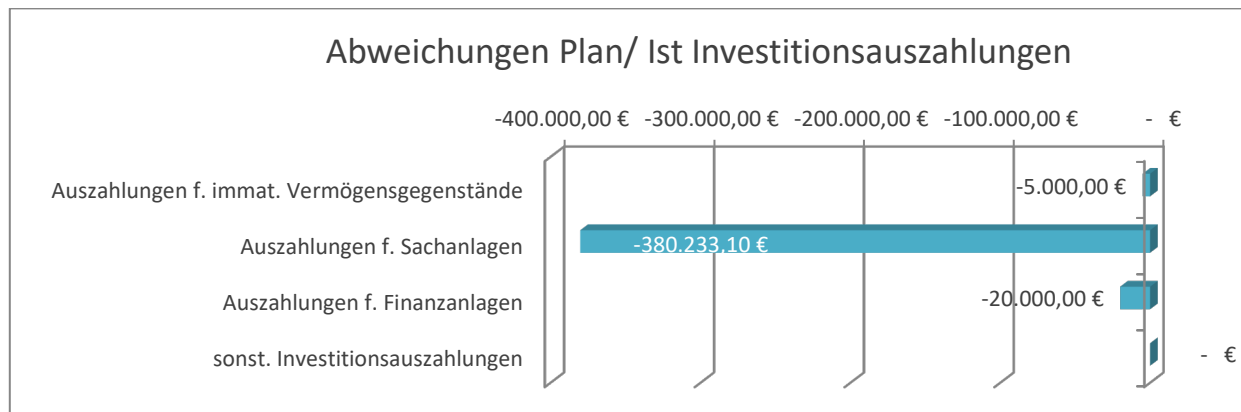 Abweichungen Plan/ Ist Investitionsauszahlungen
-400.000,00 € -300.000,00 € -200.000,00 € -100.000,00 € - €
Auszahlungen f. immat. Vermögensgegenstände -5.000,00 €
Auszahlungen f. Sachanlagen -380.233,10 €
Auszahlungen f. Finanzanlagen -20.000,00 €
sonst. Investitionsauszahlungen - €